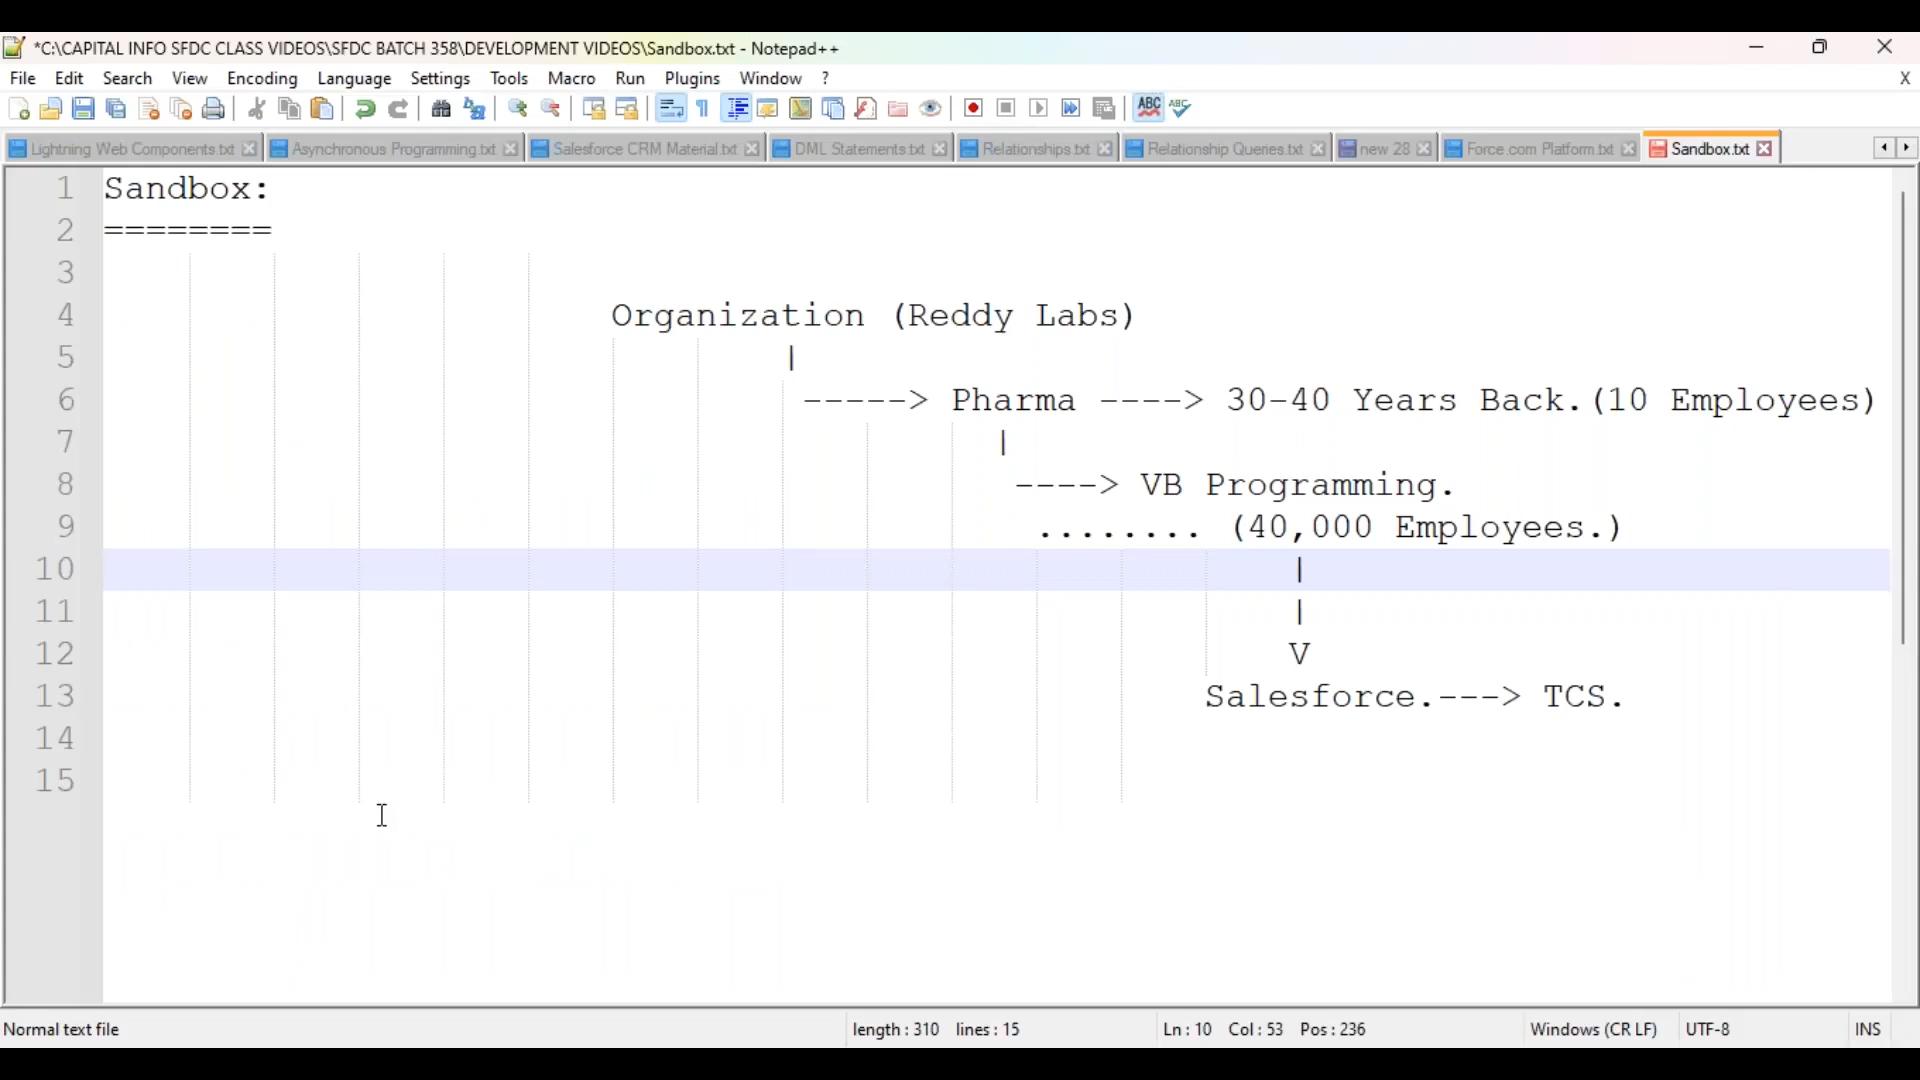 *C:\CAPITAL INFO SFDC CLASS VIDEOS\SFDC BATCH 358\DEVELOPMENT VIDEOS\Sandbox.txt - Notepad++
File Edit Search View Encoding Language Settings Tools Macro Run Plugins Window ? X
Lightning Web Components.txt Asynchronous Programming.txt Salesforce CRM Material.txt DML Statements.txt Relationships.txt Relationship Queries.txt new 28 Force.com Platform.txt Sandbox.txt
1 Sandbox:
2 ========
3
4 Organization (Reddy Labs)
5 |
6 -----> Pharma ----> 30-40 Years Back.(10 Employees)
7 |
8 ----> VB Programming.
9 ........ (40,000 Employees.)
10 |
11 |
12 V
13 Salesforce.---> TCS.
14
15
Normal text file length : 310 lines : 15 Ln : 10 Col : 53 Pos : 236 Windows (CR LF) UTF-8 INS